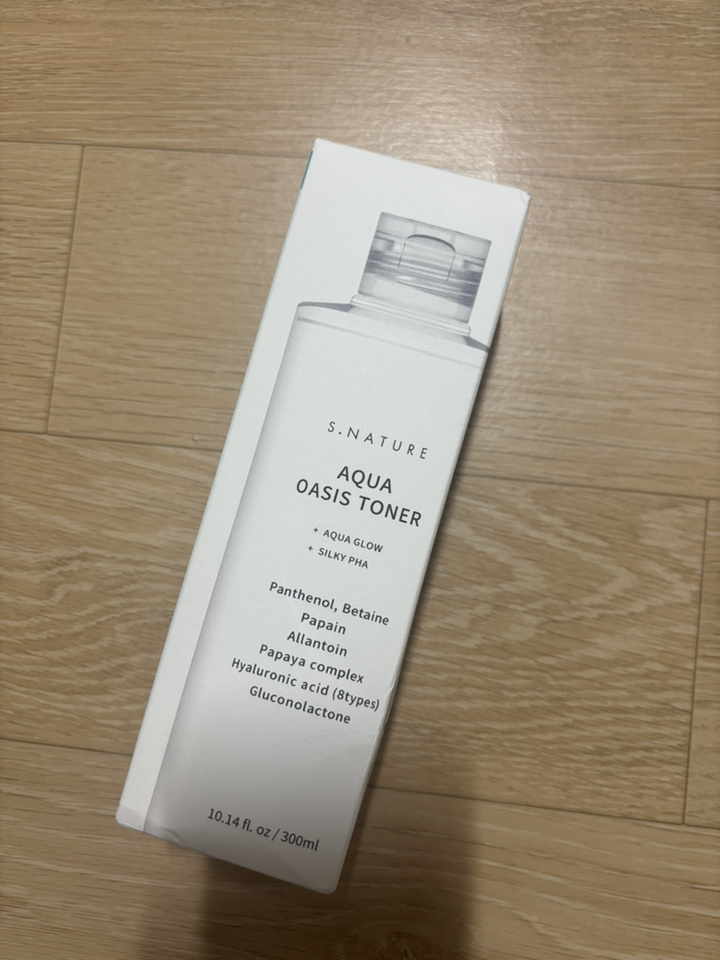 S.NATURE
AQUA
OASIS TONER
+ AQUA GLOW
+ SILKY PHA
Panthenol, Betaine
Papain
Allantoin
Papaya complex
Hyaluronic acid (8types)
Gluconolactone
10.14 fl. oz / 300ml